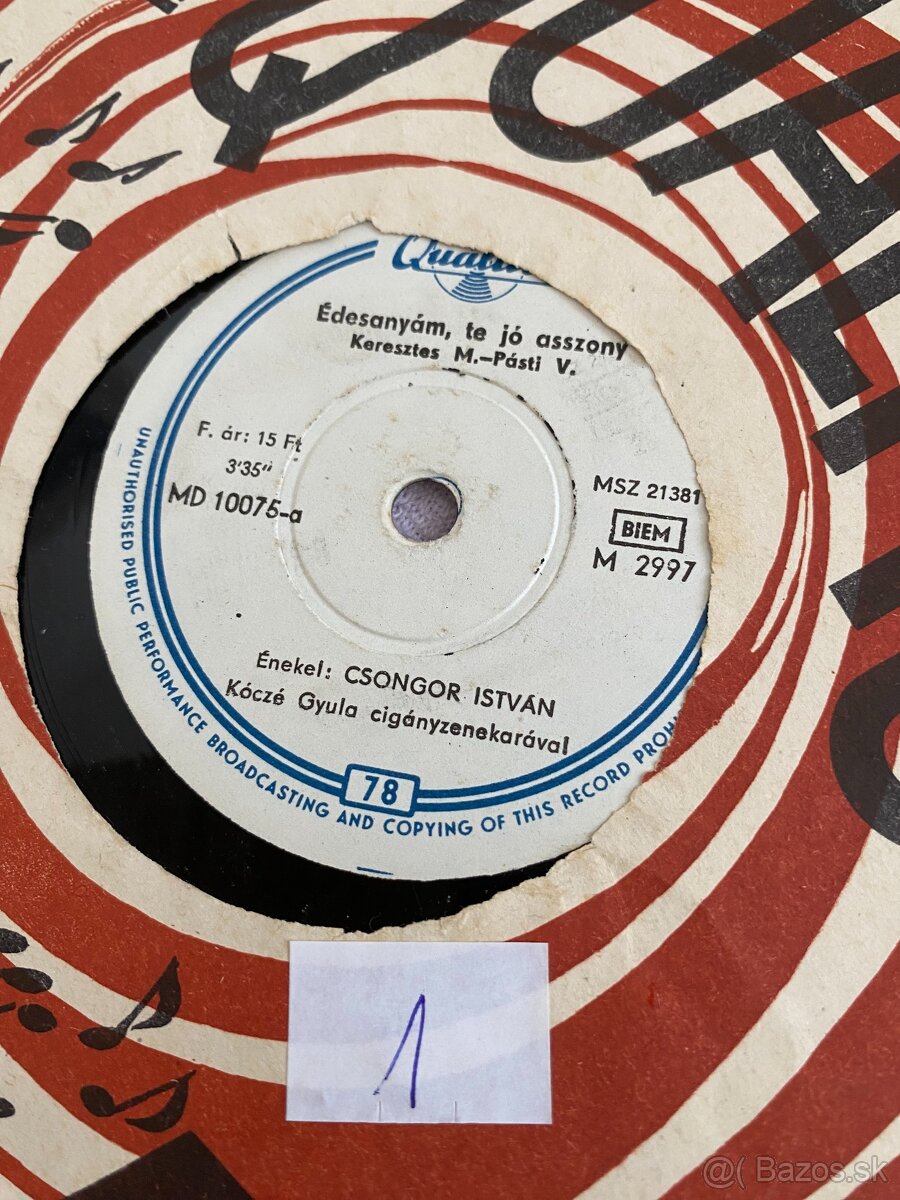 Édesanyám, te jó asszony
Keresztes M.–Pásti V.
F. ár: 15 Ft
3'35"
MD 10075-a
MSZ 21381
BIEM
M 2997
Énekel: CSONGOR ISTVÁN
Kóczé Gyula cigányzenekarával
78
UNAUTHORISED PUBLIC PERFORMANCE BROADCASTING AND COPYING OF THIS RECORD PROH
1
@( Bazos.sk